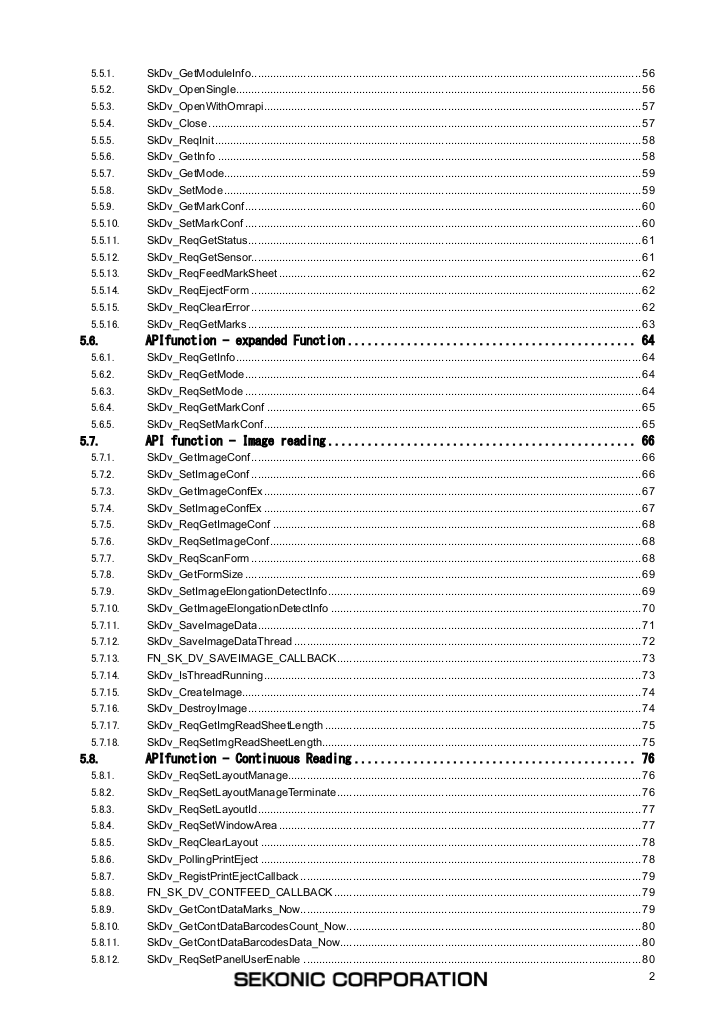 5.5.1. SkDv_GetModuleInfo 56
5.5.2. SkDv_OpenSingle 56
5.5.3. SkDv_OpenWithOmrapi 57
5.5.4. SkDv_Close 57
5.5.5. SkDv_ReqInit 58
5.5.6. SkDv_GetInfo 58
5.5.7. SkDv_GetMode 59
5.5.8. SkDv_SetMode 59
5.5.9. SkDv_GetMarkConf 60
5.5.10. SkDv_SetMarkConf 60
5.5.11. SkDv_ReqGetStatus 61
5.5.12. SkDv_ReqGetSensor 61
5.5.13. SkDv_ReqFeedMarkSheet 62
5.5.14. SkDv_ReqEjectForm 62
5.5.15. SkDv_ReqClearError 62
5.5.16. SkDv_ReqGetMarks 63
5.6. APIfunction - expanded Function 64
5.6.1. SkDv_ReqGetInfo 64
5.6.2. SkDv_ReqGetMode 64
5.6.3. SkDv_ReqSetMode 64
5.6.4. SkDv_ReqGetMarkConf 65
5.6.5. SkDv_ReqSetMarkConf 65
5.7. API function - Image reading 66
5.7.1. SkDv_GetImageConf 66
5.7.2. SkDv_SetImageConf 66
5.7.3. SkDv_GetImageConfEx 67
5.7.4. SkDv_SetImageConfEx 67
5.7.5. SkDv_ReqGetImageConf 68
5.7.6. SkDv_ReqSetImageConf 68
5.7.7. SkDv_ReqScanForm 68
5.7.8. SkDv_GetFormSize 69
5.7.9. SkDv_SetImageElongationDetectInfo 69
5.7.10. SkDv_GetImageElongationDetectInfo 70
5.7.11. SkDv_SaveImageData 71
5.7.12. SkDv_SaveImageDataThread 72
5.7.13. FN_SK_DV_SAVEIMAGE_CALLBACK 73
5.7.14. SkDv_IsThreadRunning 73
5.7.15. SkDv_CreateImage 74
5.7.16. SkDv_DestroyImage 74
5.7.17. SkDv_ReqGetImgReadSheetLength 75
5.7.18. SkDv_ReqSetImgReadSheetLength 75
5.8. APIfunction - Continuous Reading 76
5.8.1. SkDv_ReqSetLayoutManage 76
5.8.2. SkDv_ReqSetLayoutManageTerminate 76
5.8.3. SkDv_ReqSetLayoutId 77
5.8.4. SkDv_ReqSetWindowArea 77
5.8.5. SkDv_ReqClearLayout 78
5.8.6. SkDv_PollingPrintEject 78
5.8.7. SkDv_RegistPrintEjectCallback 79
5.8.8. FN_SK_DV_CONTFEED_CALLBACK 79
5.8.9. SkDv_GetContDataMarks_Now 79
5.8.10. SkDv_GetContDataBarcodesCount_Now 80
5.8.11. SkDv_GetContDataBarcodesData_Now 80
5.8.12. SkDv_ReqSetPanelUserEnable 80
SEKONIC CORPORATION 2